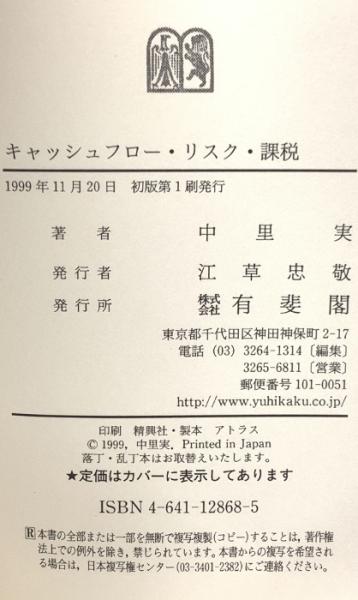 キャッシュフロー・リスク・課税
1999年11月20日 初版第1刷発行
著者 中里実
発行者 江草忠敬
発行所 株式会社 有斐閣
東京都千代田区神田神保町2-17
電話 (03) 3264-1314〔編集〕
3265-6811〔営業〕
郵便番号 101-0051
http://www.yuhikaku.co.jp/
印刷 精興社・製本 アトラス
© 1999, 中里実. Printed in Japan
落丁・乱丁本はお取替えいたします。
★定価はカバーに表示してあります
ISBN 4-641-12868-5
R 本書の全部または一部を無断で複写複製(コピー)することは,著作権
法上での例外を除き,禁じられています。本書からの複写を希望され
る場合は,日本複写権センター(03-3401-2382)にご連絡ください。